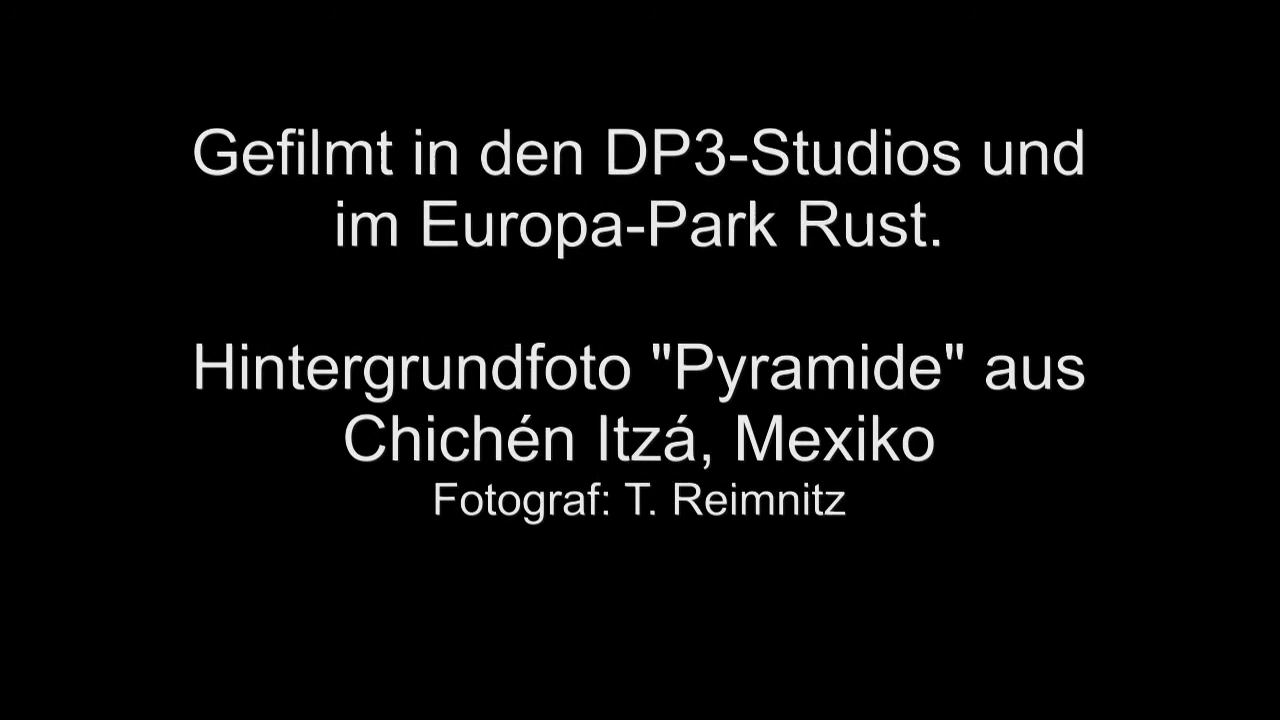 Gefilmt in den DP3-Studios und
im Europa-Park Rust.
Hintergrundfoto "Pyramide" aus
Chichén Itzá, Mexiko
Fotograf: T. Reimnitz